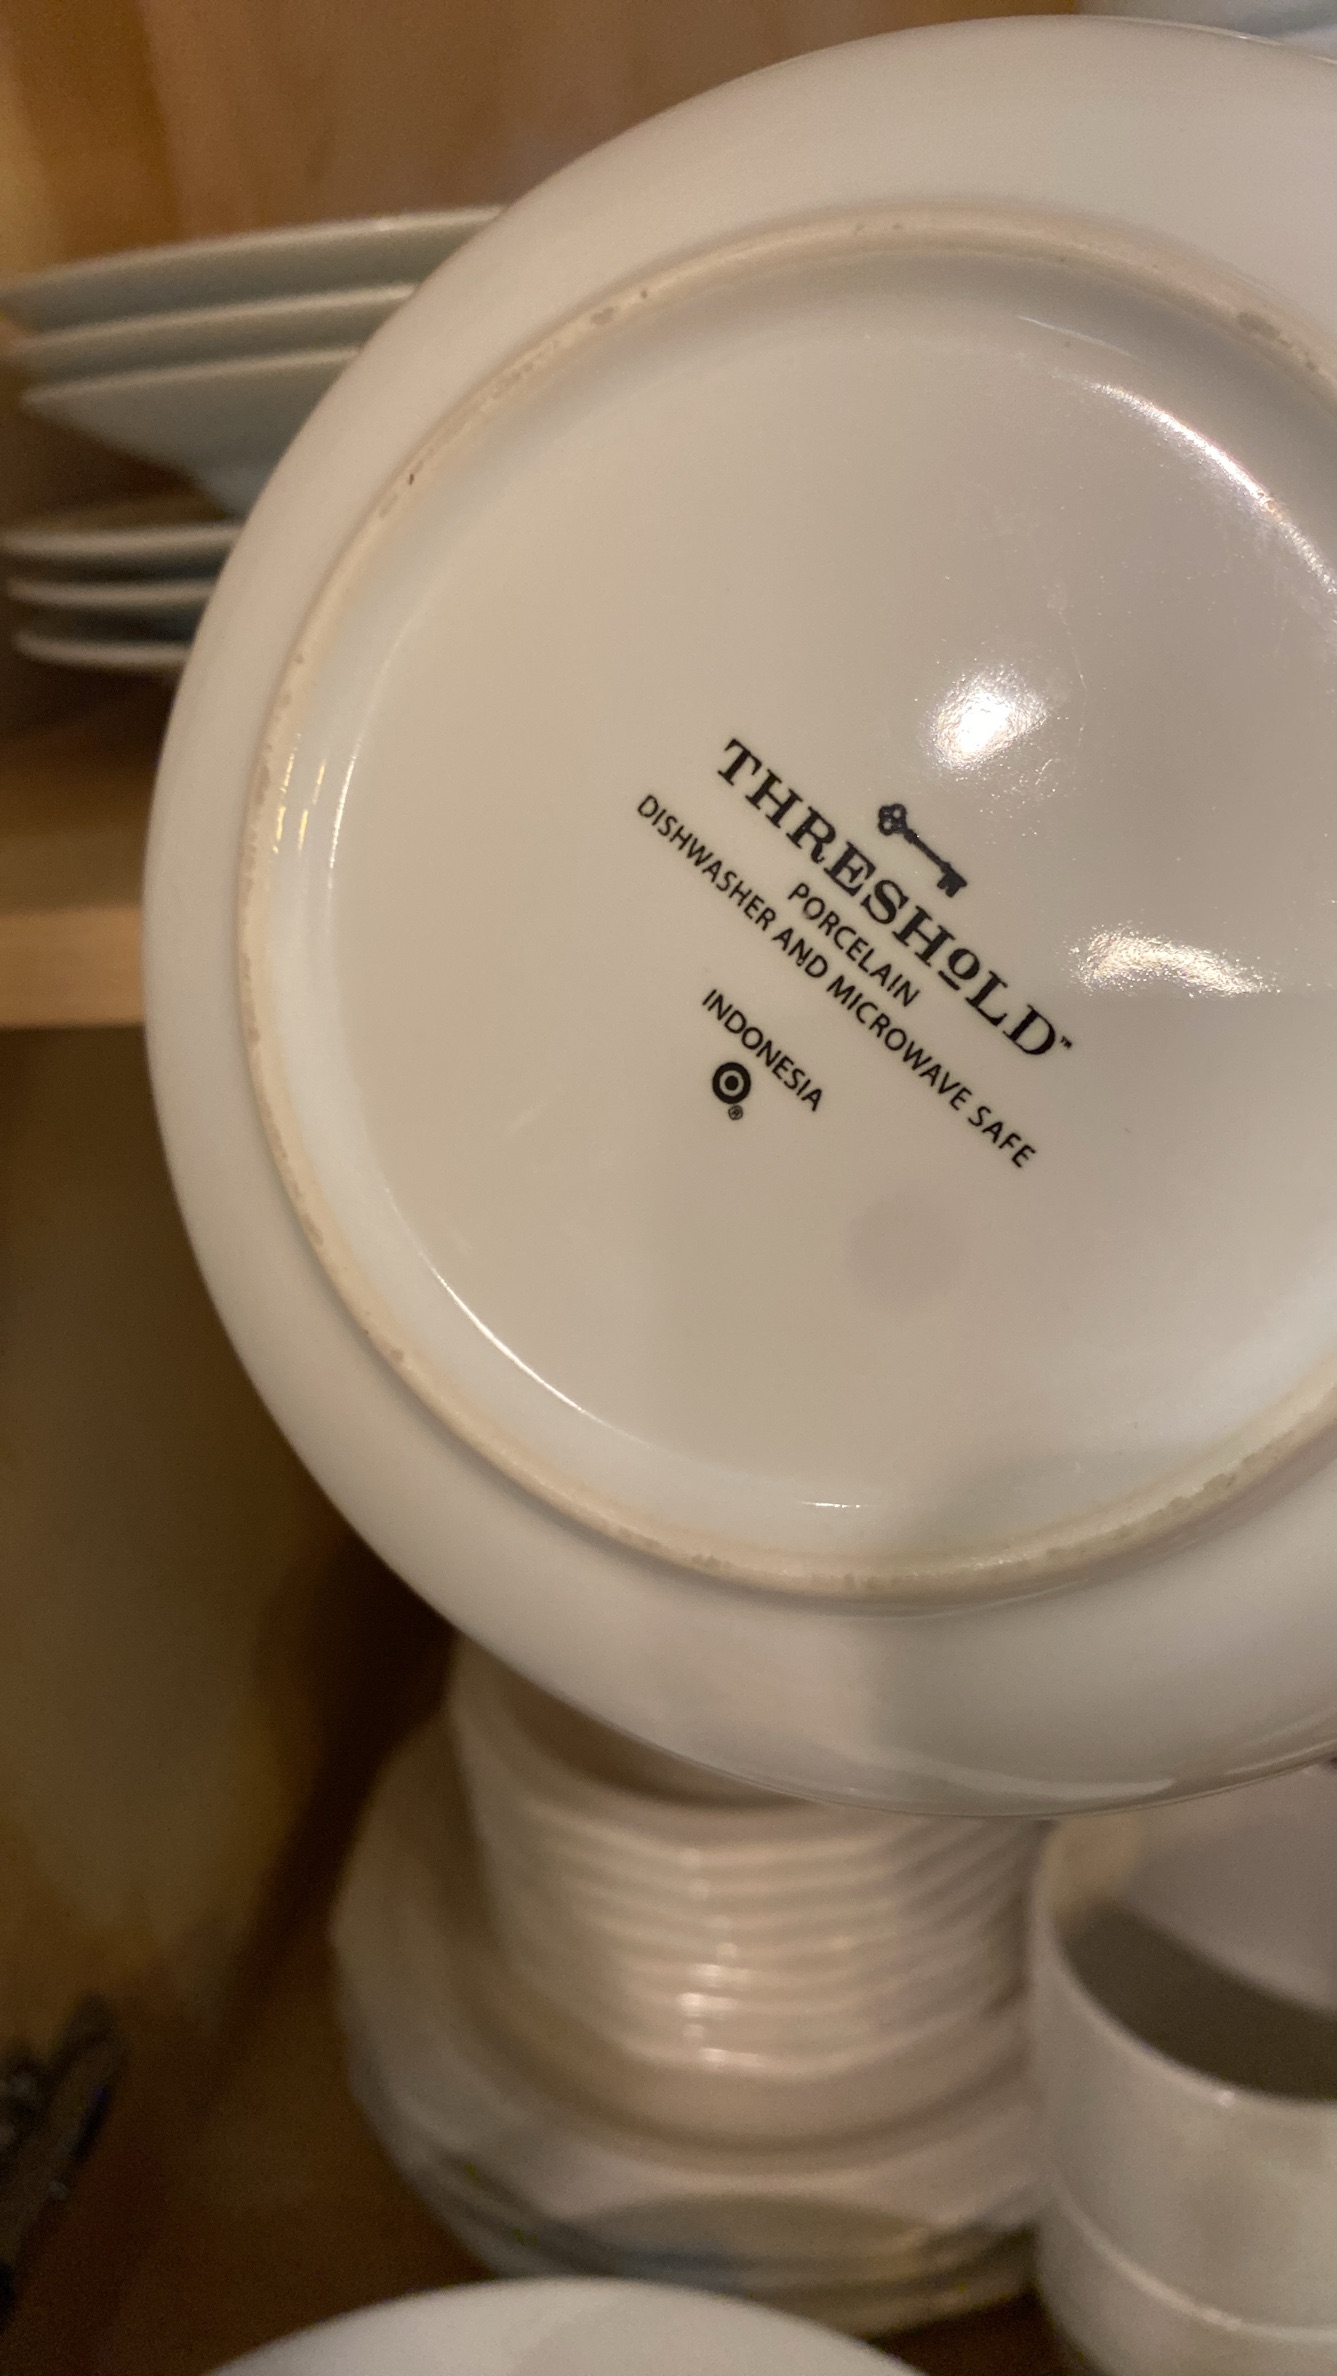 THRESHOLD™
PORCELAIN
DISHWASHER AND MICROWAVE SAFE
INDONESIA
®